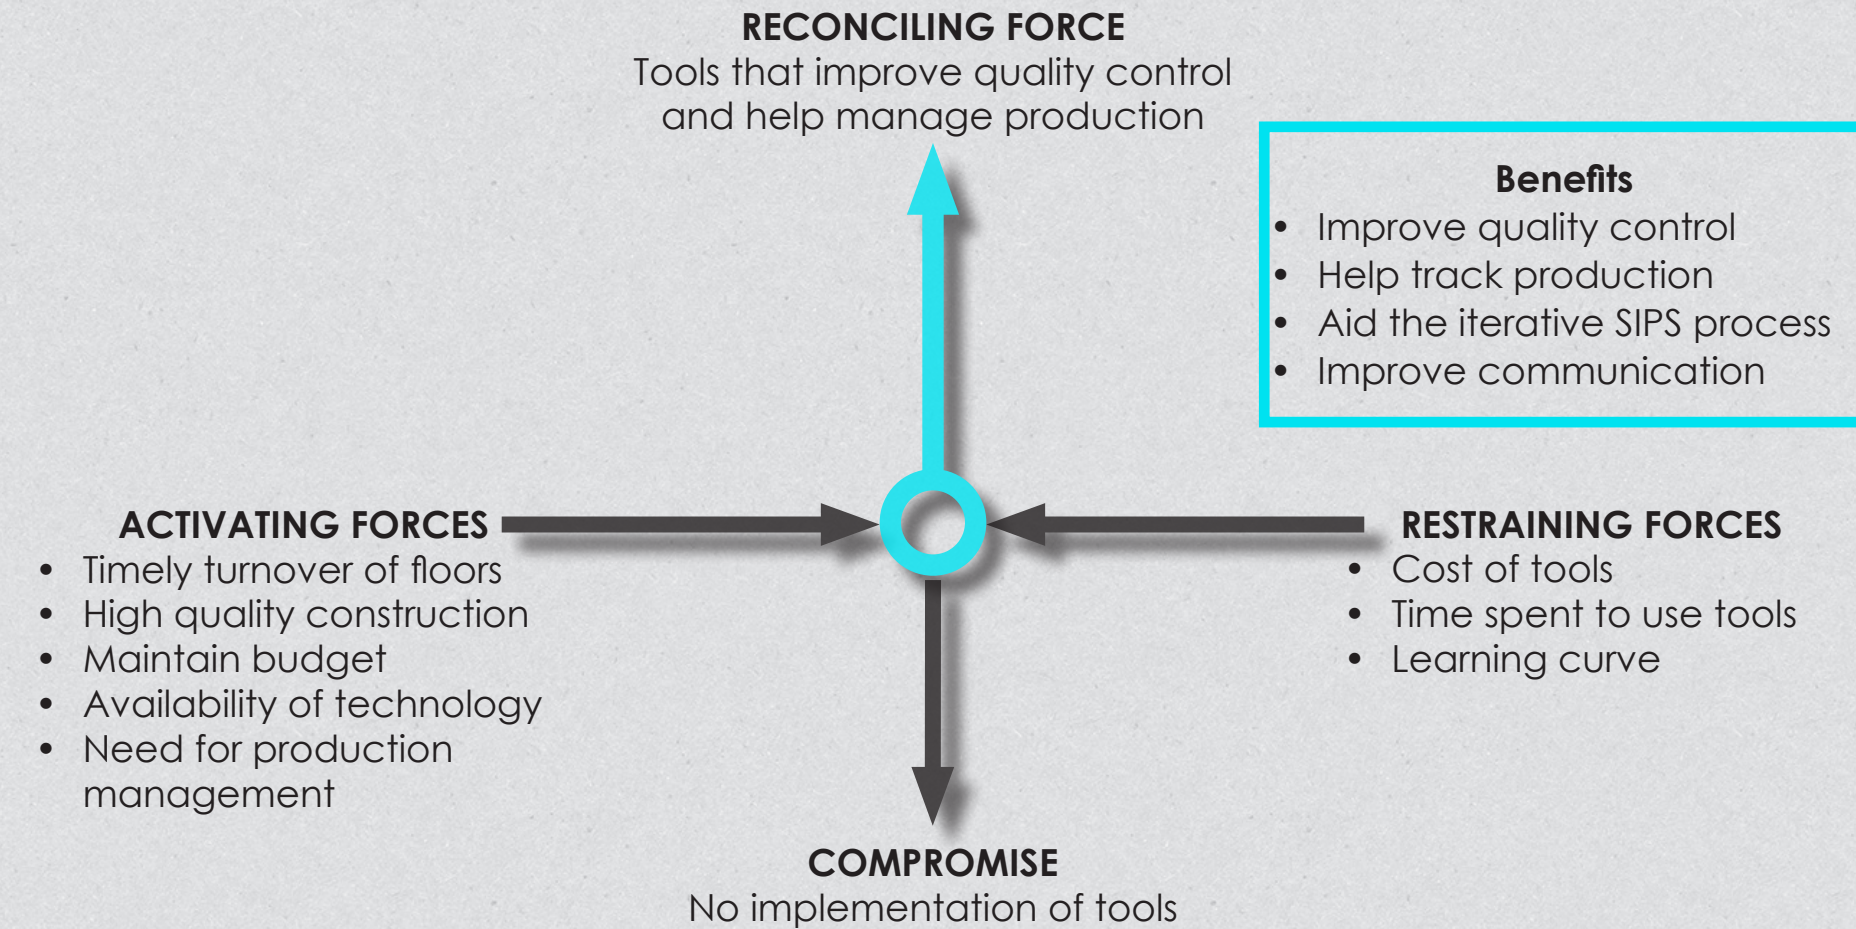 RECONCILING FORCE
Tools that improve quality control
and help manage production
Benefits
• Improve quality control
• Help track production
• Aid the iterative SIPS process
• Improve communication
ACTIVATING FORCES
• Timely turnover of floors
• High quality construction
• Maintain budget
• Availability of technology
• Need for production
management
RESTRAINING FORCES
• Cost of tools
• Time spent to use tools
• Learning curve
COMPROMISE
No implementation of tools